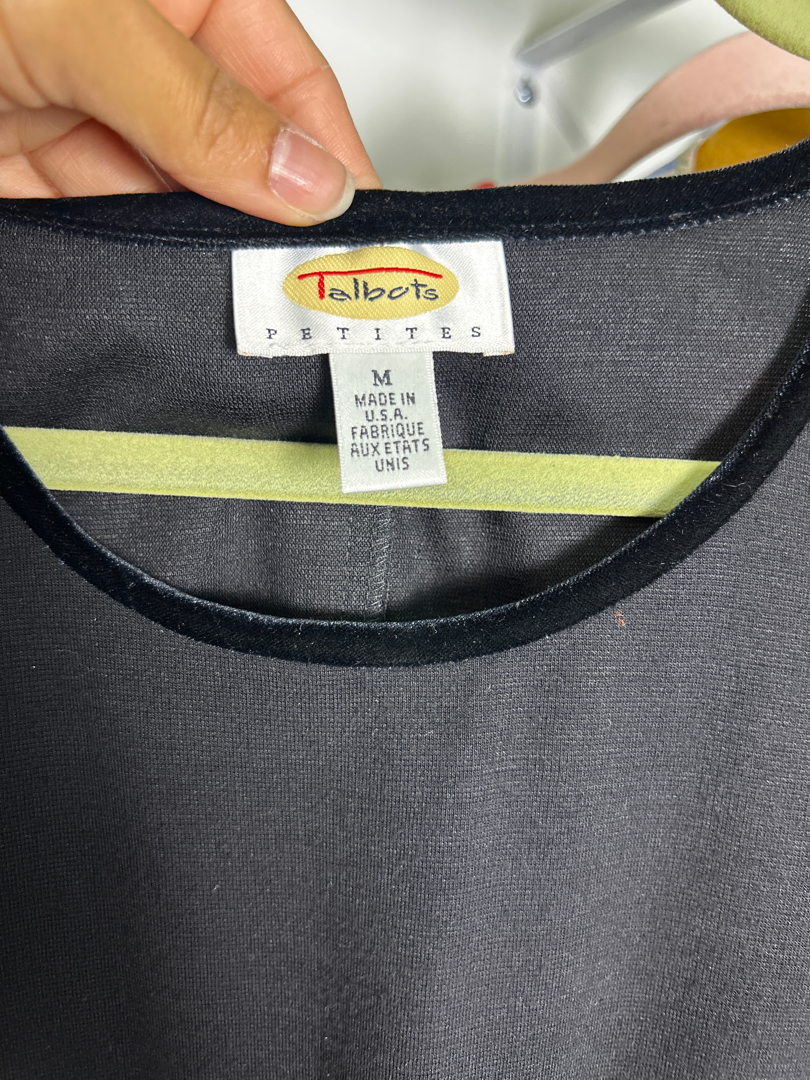 Talbots
PETITES
M
MADE IN
U.S.A.
FABRIQUE
AUX ETATS
UNIS